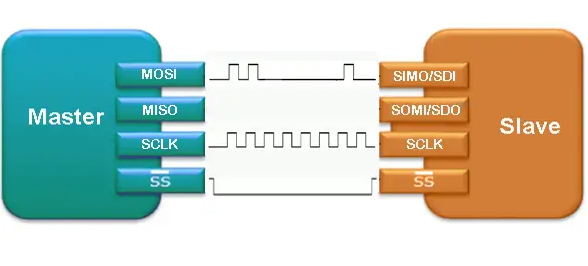 Master
MOSI
MISO
SCLK
SS
SIMO/SDI
SOMI/SDO
SCLK
SS
Slave